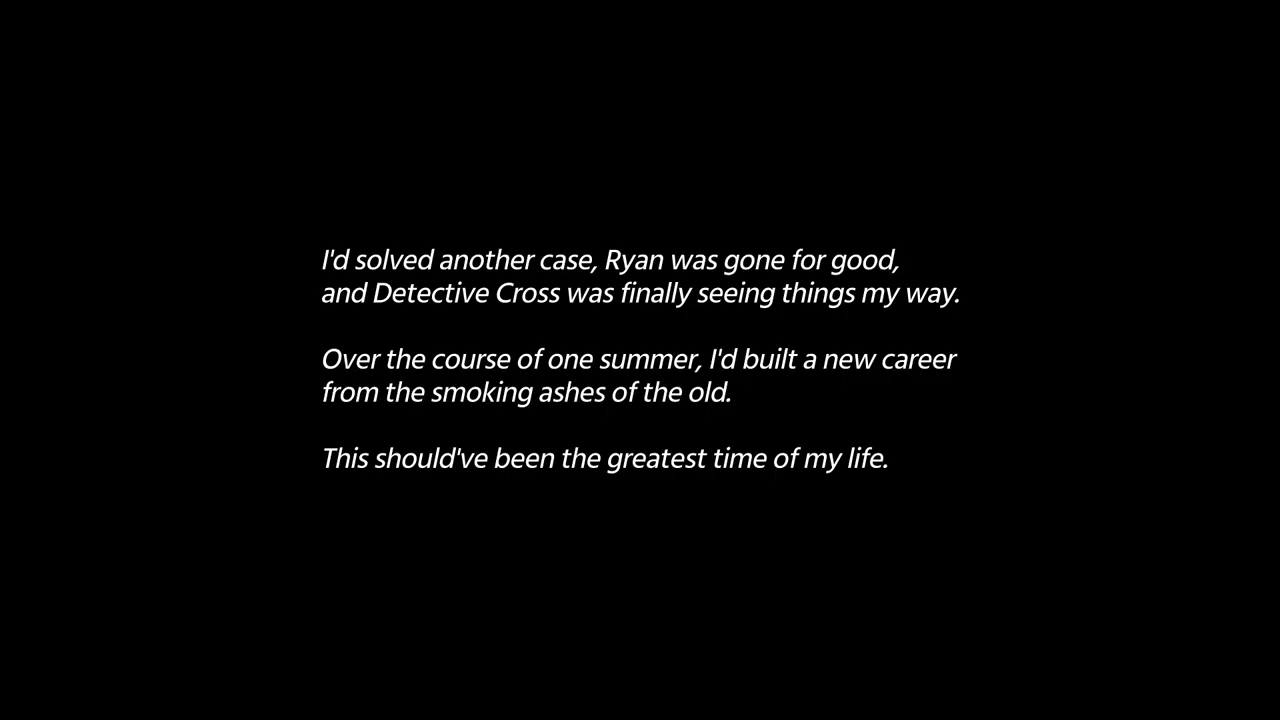 I'd solved another case, Ryan was gone for good,
and Detective Cross was finally seeing things my way.
Over the course of one summer, I'd built a new career
from the smoking ashes of the old.
This should've been the greatest time of my life.